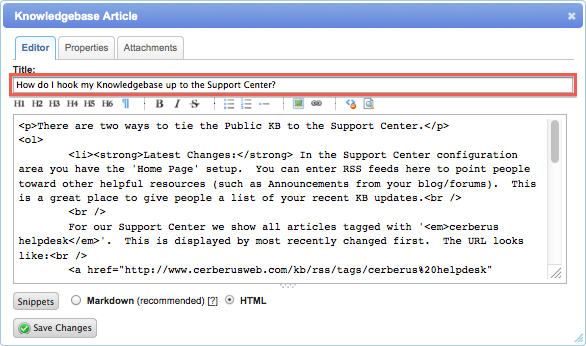 Knowledgebase Article
Editor Properties Attachments
Title:
How do I hook my Knowledgebase up to the Support Center?
H1 H2 H3 H4 H5 H6 ¶ B I S
<p>There are two ways to tie the Public KB to the Support Center.</p>
<ol>
<li><strong>Latest Changes:</strong> In the Support Center configuration
area you have the 'Home Page' setup.  You can enter RSS feeds here to point people
toward other helpful resources (such as Announcements from your blog/forums).  This
is a great place to give people a list of your recent KB updates.<br />
<br />
For our Support Center we show all articles tagged with '<em>cerberus
helpdesk</em>'.  This is displayed by most recently changed first.  The URL looks
like:<br />
<a href="http://www.cerberusweb.com/kb/rss/tags/cerberus%20helpdesk"
Snippets Markdown (recommended) [?] HTML
Save Changes